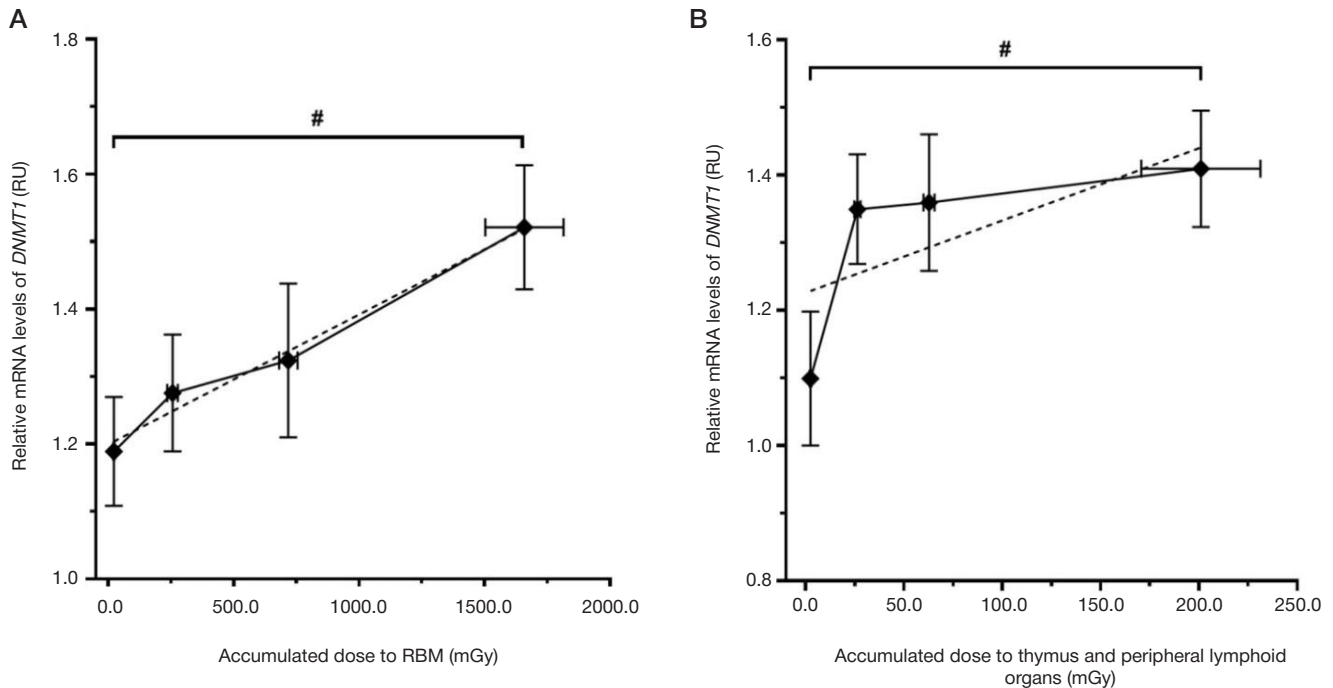 A
Relative mRNA levels of DNMT1 (RU)
1.8
1.6
1.4
1.2
1.0
#
0.0 500.0 1000.0 1500.0 2000.0
Accumulated dose to RBM (mGy)
B
Relative mRNA levels of DNMT1 (RU)
1.6
1.4
1.2
1.0
0.8
#
0.0 50.0 100.0 150.0 200.0 250.0
Accumulated dose to thymus and peripheral lymphoid
organs (mGy)